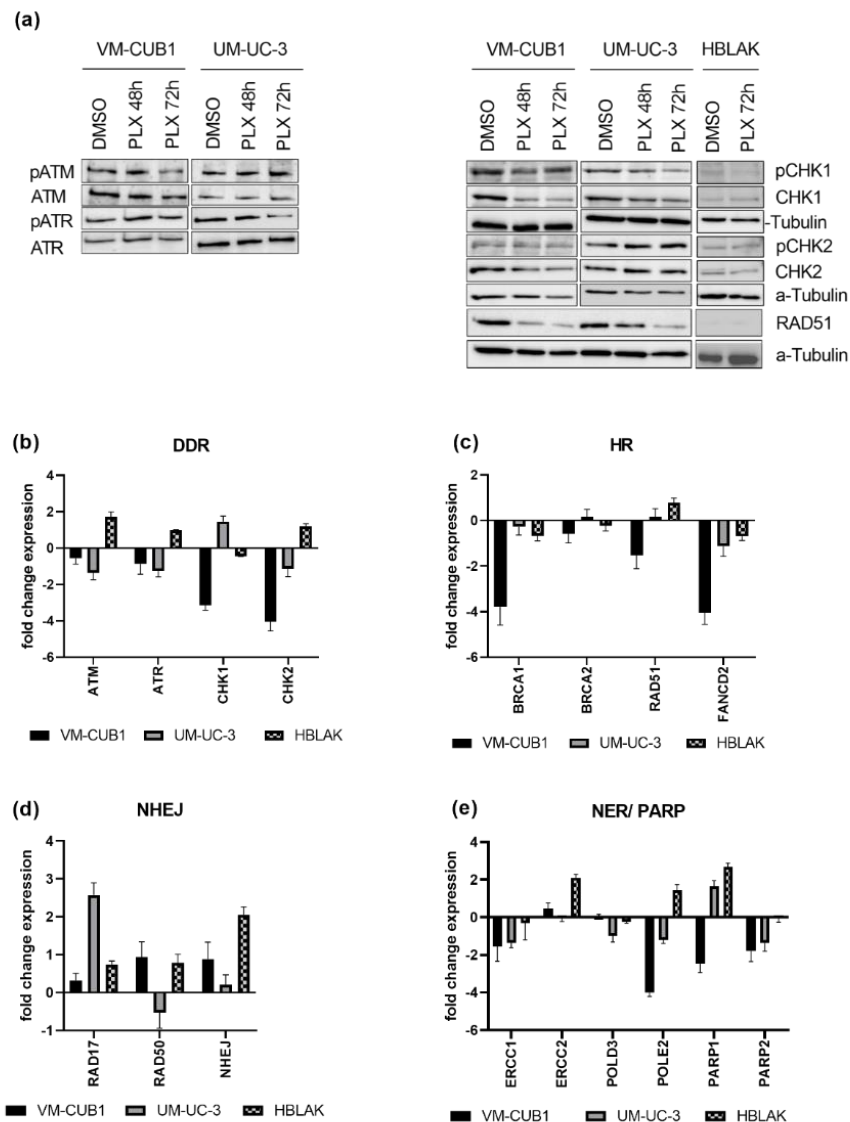 (a)
VM-CUB1 UM-UC-3
DMSO PLX 48h PLX 72h DMSO PLX 48h PLX 72h
pATM
ATM
pATR
ATR
VM-CUB1 UM-UC-3 HBLAK
DMSO PLX 48h PLX 72h DMSO PLX 48h PLX 72h DMSO PLX 72h
pCHK1
CHK1
-Tubulin
pCHK2
CHK2
a-Tubulin
RAD51
a-Tubulin
(b) DDR
fold change expression
4
2
0
-2
-4
-6
ATM ATR CHK1 CHK2
VM-CUB1 UM-UC-3 HBLAK
(c) HR
fold change expression
2
0
-2
-4
-6
BRCA1 BRCA2 RAD51 FANCD2
VM-CUB1 UM-UC-3 HBLAK
(d) NHEJ
fold change expression
4
3
2
1
0
-1
RAD17 RAD50 NHEJ
VM-CUB1 UM-UC-3 HBLAK
(e) NER/ PARP
fold change expression
4
2
0
-2
-4
-6
ERCC1 ERCC2 POLD3 POLE2 PARP1 PARP2
VM-CUB1 UM-UC-3 HBLAK